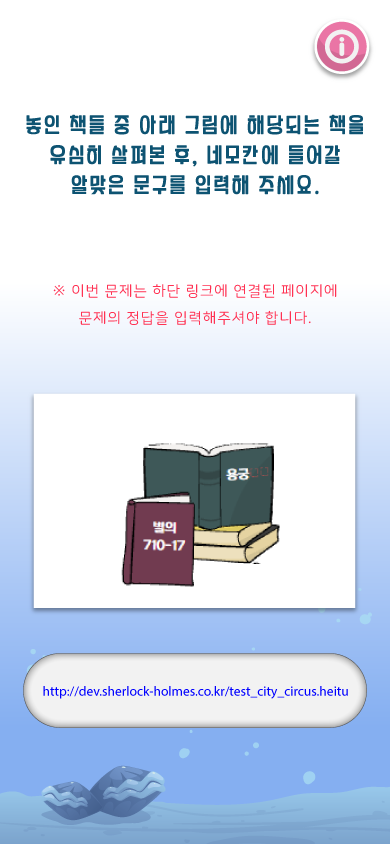 놓인 책들 중 아래 그림에 해당되는 책을
유심히 살펴본 후, 네모칸에 들어갈
알맞은 문구를 입력해 주세요.
※ 이번 문제는 하단 링크에 연결된 페이지에
문제의 정답을 입력해주셔야 합니다.
용궁□□
별의
710-17
http://dev.sherlock-holmes.co.kr/test_city_circus.heitu